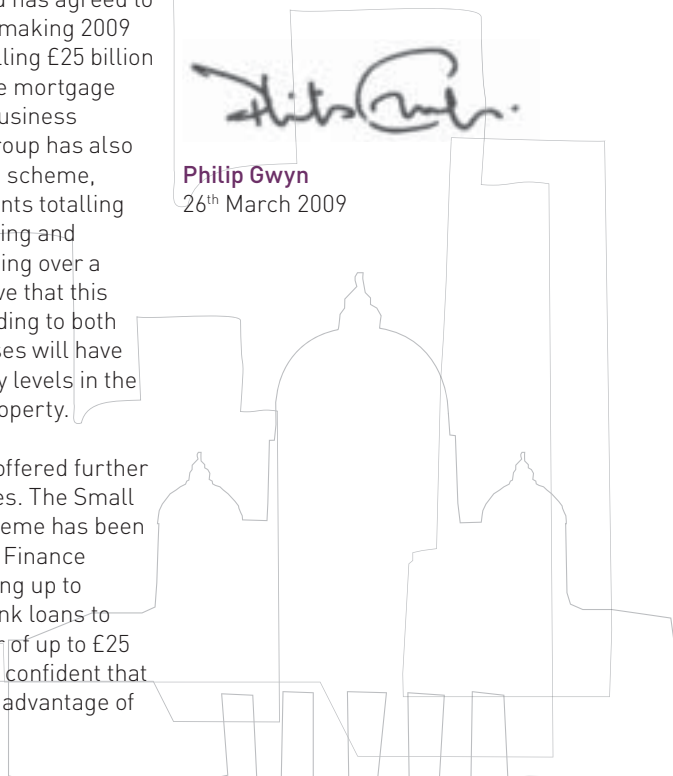 has agreed to
making 2009
lling £25 billion
e mortgage
usiness
roup has also
scheme,
nts totalling
ing and
ing over a
ve that this
ding to both
ses will have
y levels in the
operty.
offered further
es. The Small
eme has been
Finance
ng up to
nk loans to
r of up to £25
confident that
advantage of
Philip Gwyn
26th March 2009